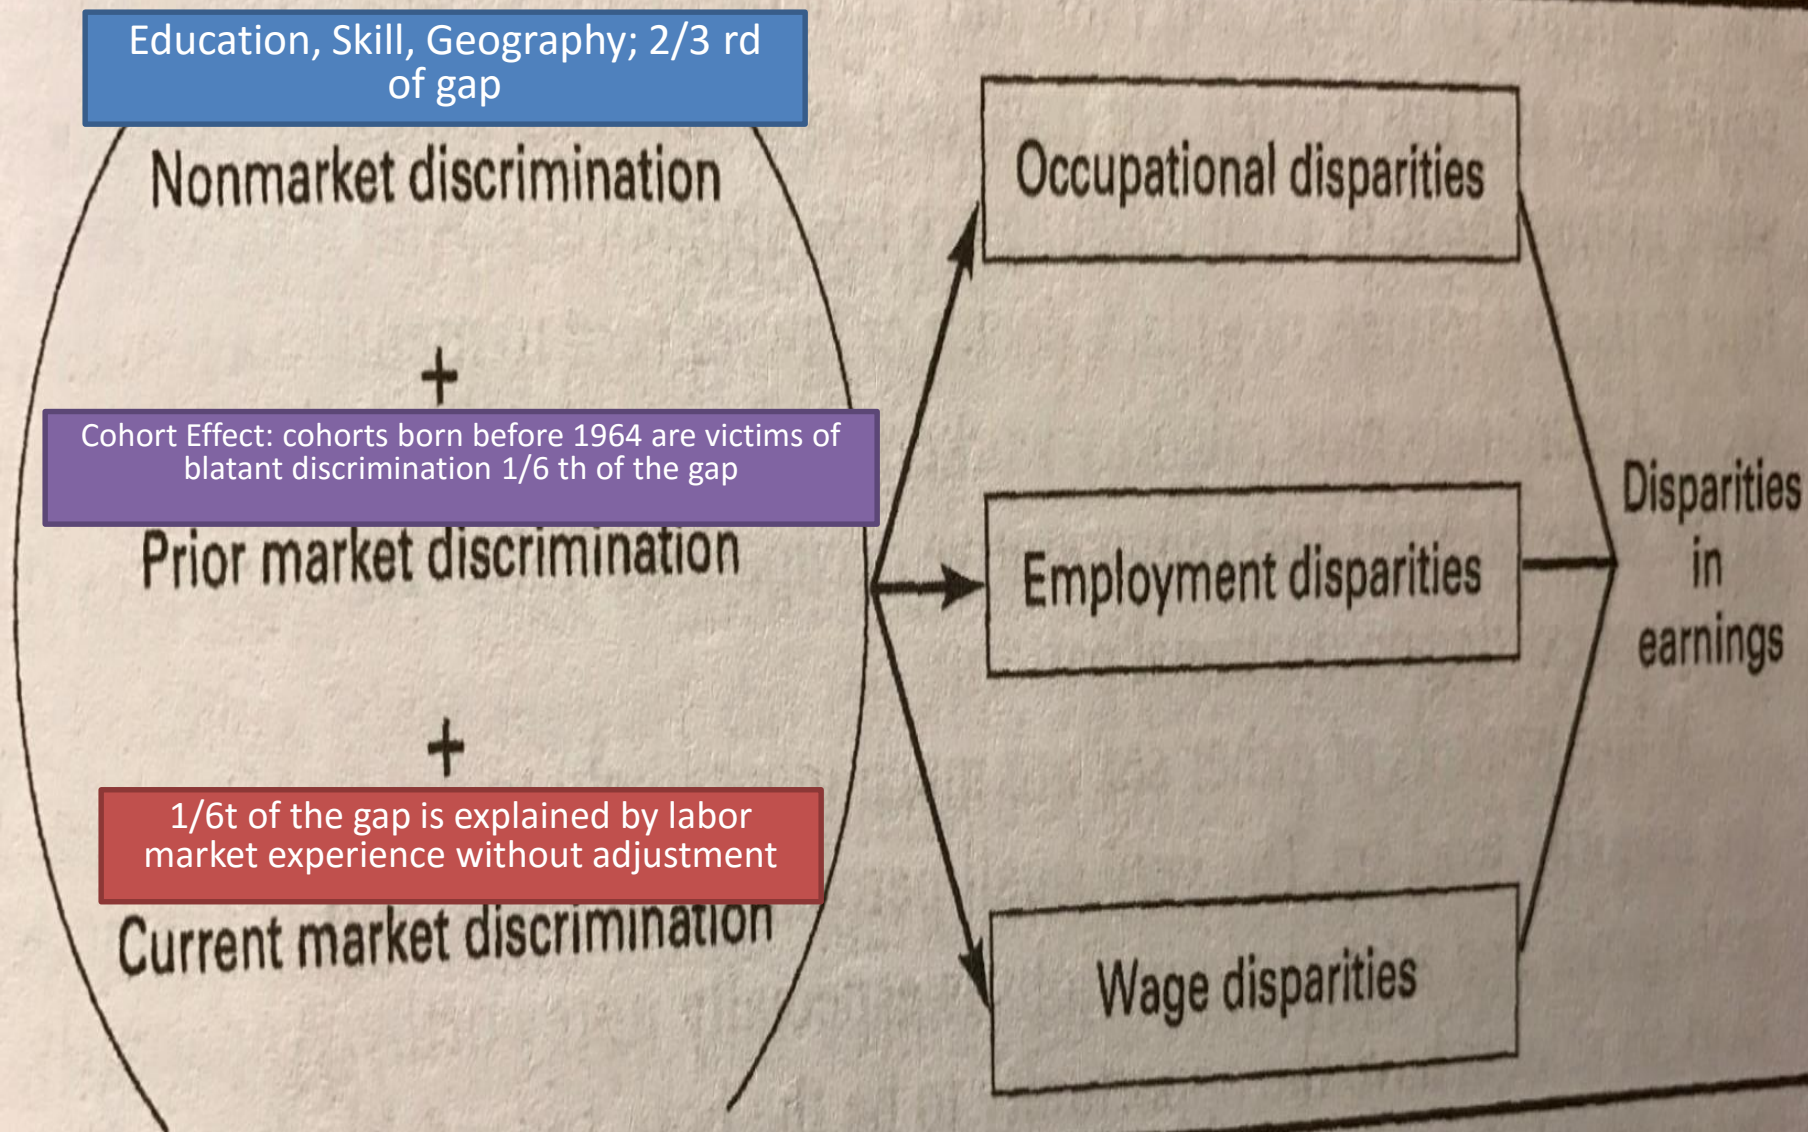 Education, Skill, Geography; 2/3 rd
of gap
Nonmarket discrimination
+
Cohort Effect: cohorts born before 1964 are victims of
blatant discrimination 1/6 th of the gap
Prior market discrimination
+
1/6t of the gap is explained by labor
market experience without adjustment
Current market discrimination
Occupational disparities
Employment disparities
Wage disparities
Disparities
in
earnings